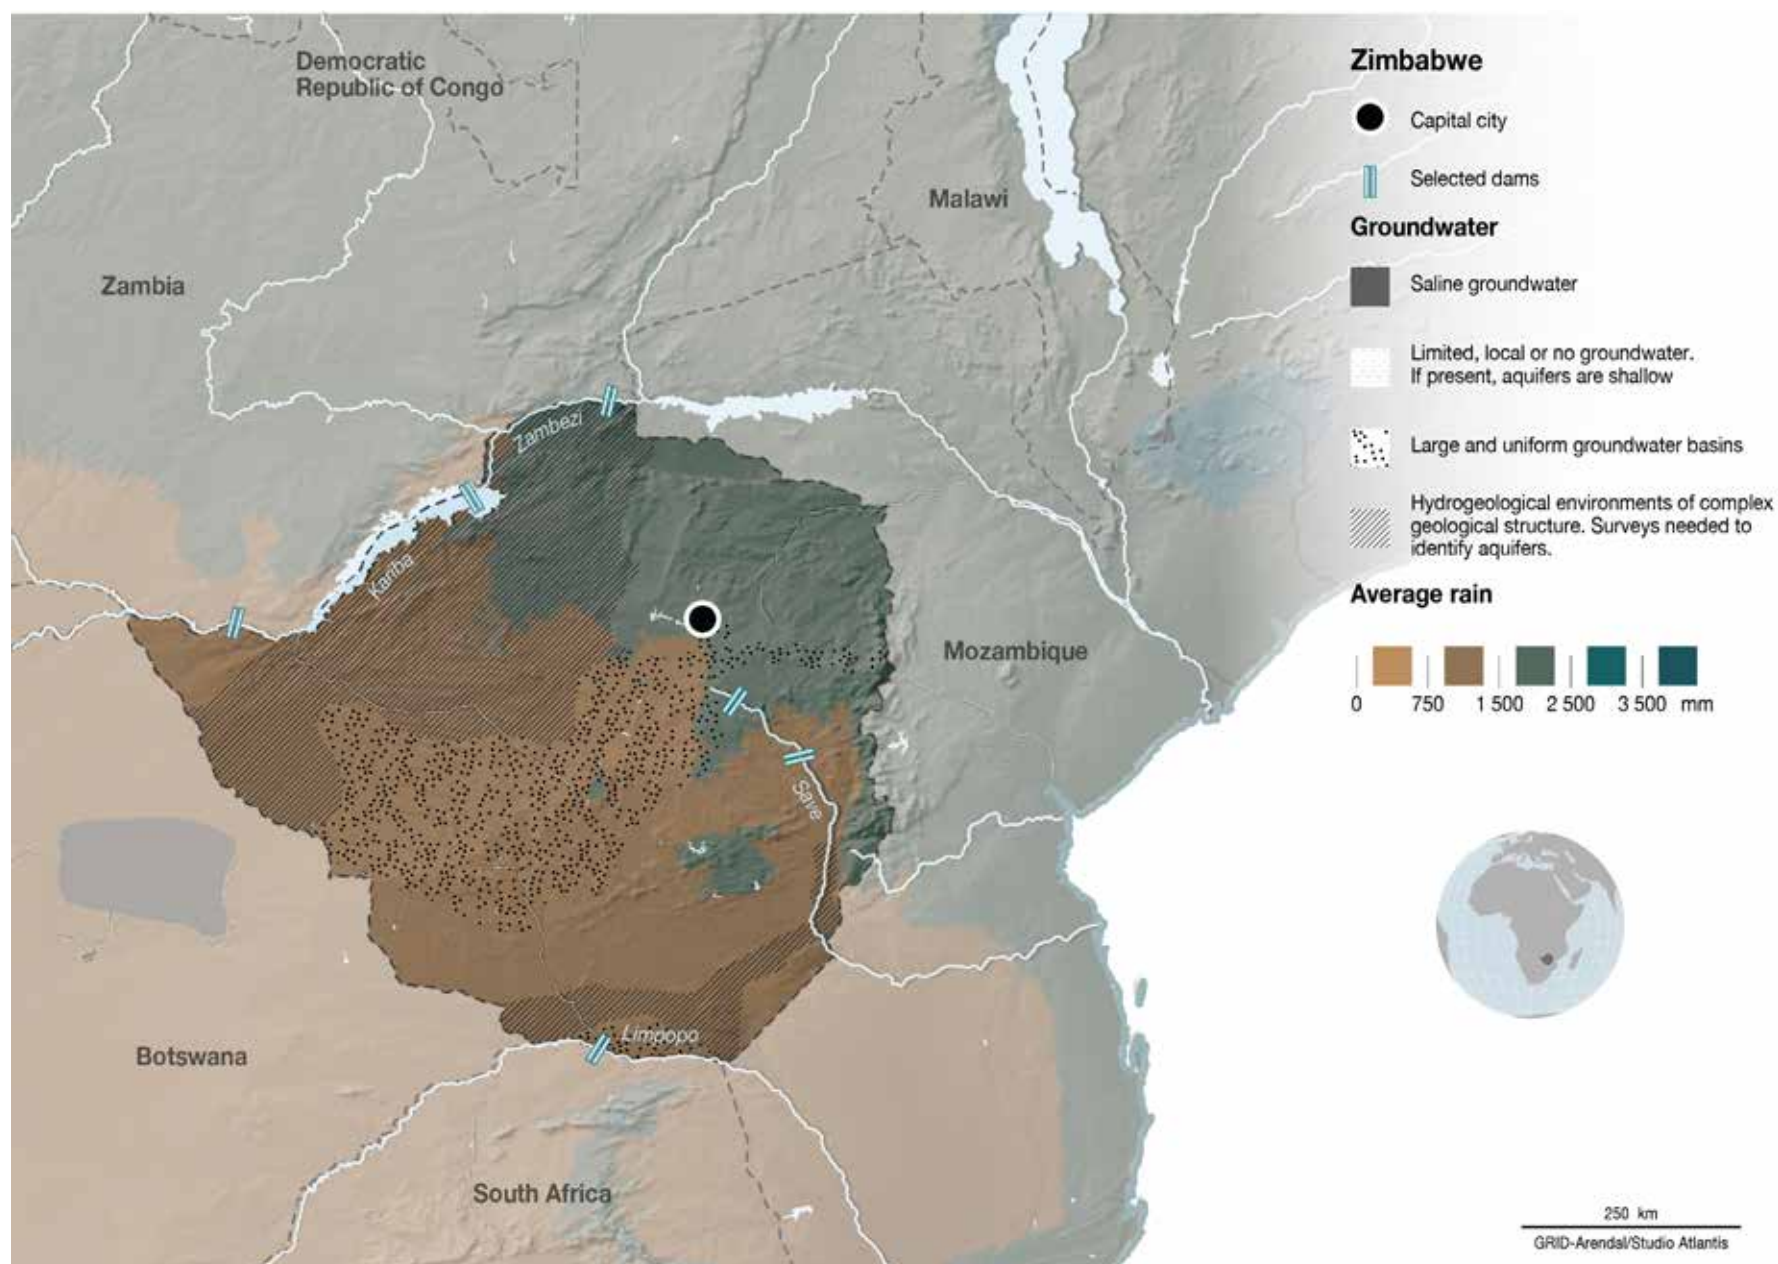 Democratic
Republic of Congo
Malawi
Zambia
Zambezi
Kariba
Mozambique
Save
Limpopo
Botswana
South Africa
Zimbabwe
Capital city
Selected dams
Groundwater
Saline groundwater
Limited, local or no groundwater.
If present, aquifers are shallow
Large and uniform groundwater basins
Hydrogeological environments of complex
geological structure. Surveys needed to
identify aquifers.
Average rain
0 750 1 500 2 500 3 500 mm
250 km
GRID-Arendal/Studio Atlantis